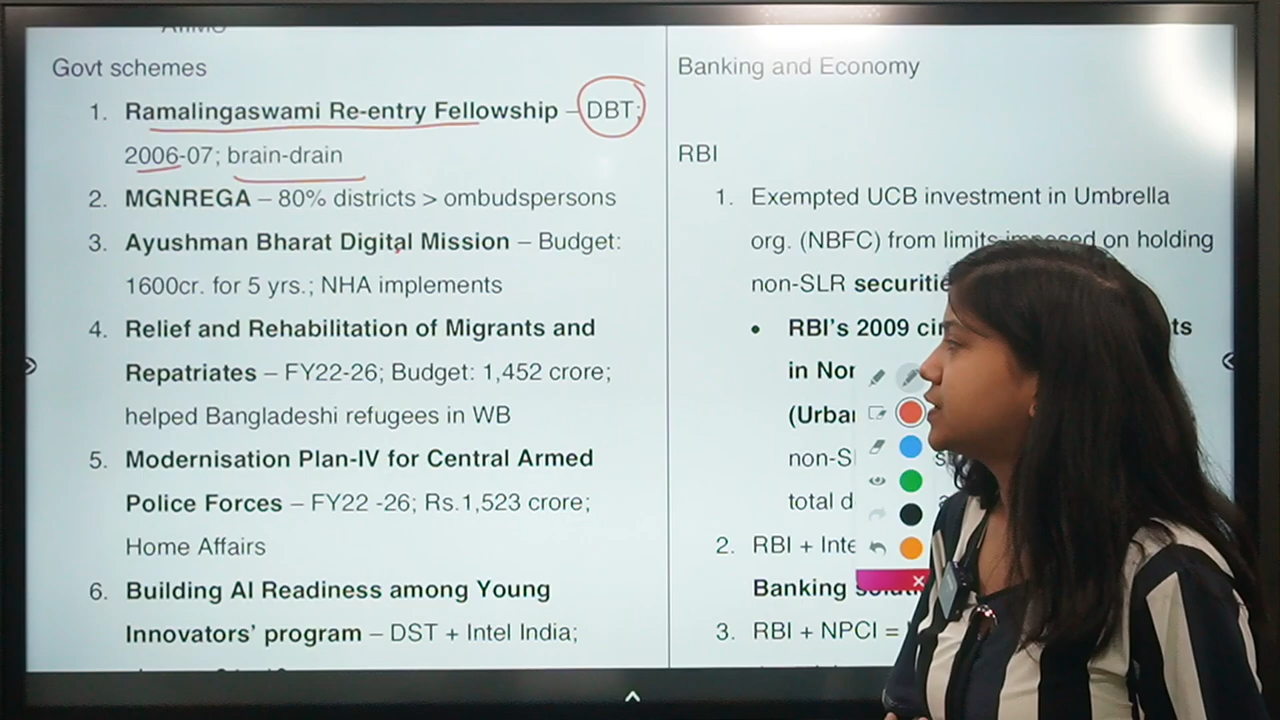 Govt schemes
1. Ramalingaswami Re-entry Fellowship – DBT;
2006-07; brain-drain
2. MGNREGA – 80% districts > ombudspersons
3. Ayushman Bharat Digital Mission – Budget:
1600cr. for 5 yrs.; NHA implements
4. Relief and Rehabilitation of Migrants and
Repatriates – FY22-26; Budget: 1,452 crore;
helped Bangladeshi refugees in WB
5. Modernisation Plan-IV for Central Armed
Police Forces – FY22 -26; Rs.1,523 crore;
Home Affairs
6. Building AI Readiness among Young
Innovators’ program – DST + Intel India;
Banking and Economy
RBI
1. Exempted UCB investment in Umbrella
org. (NBFC) from limits imposed on holding
non-SLR
• RBI’s 2009
in
non-
total
2. RBI +
Banking
3. RBI + NPCI =